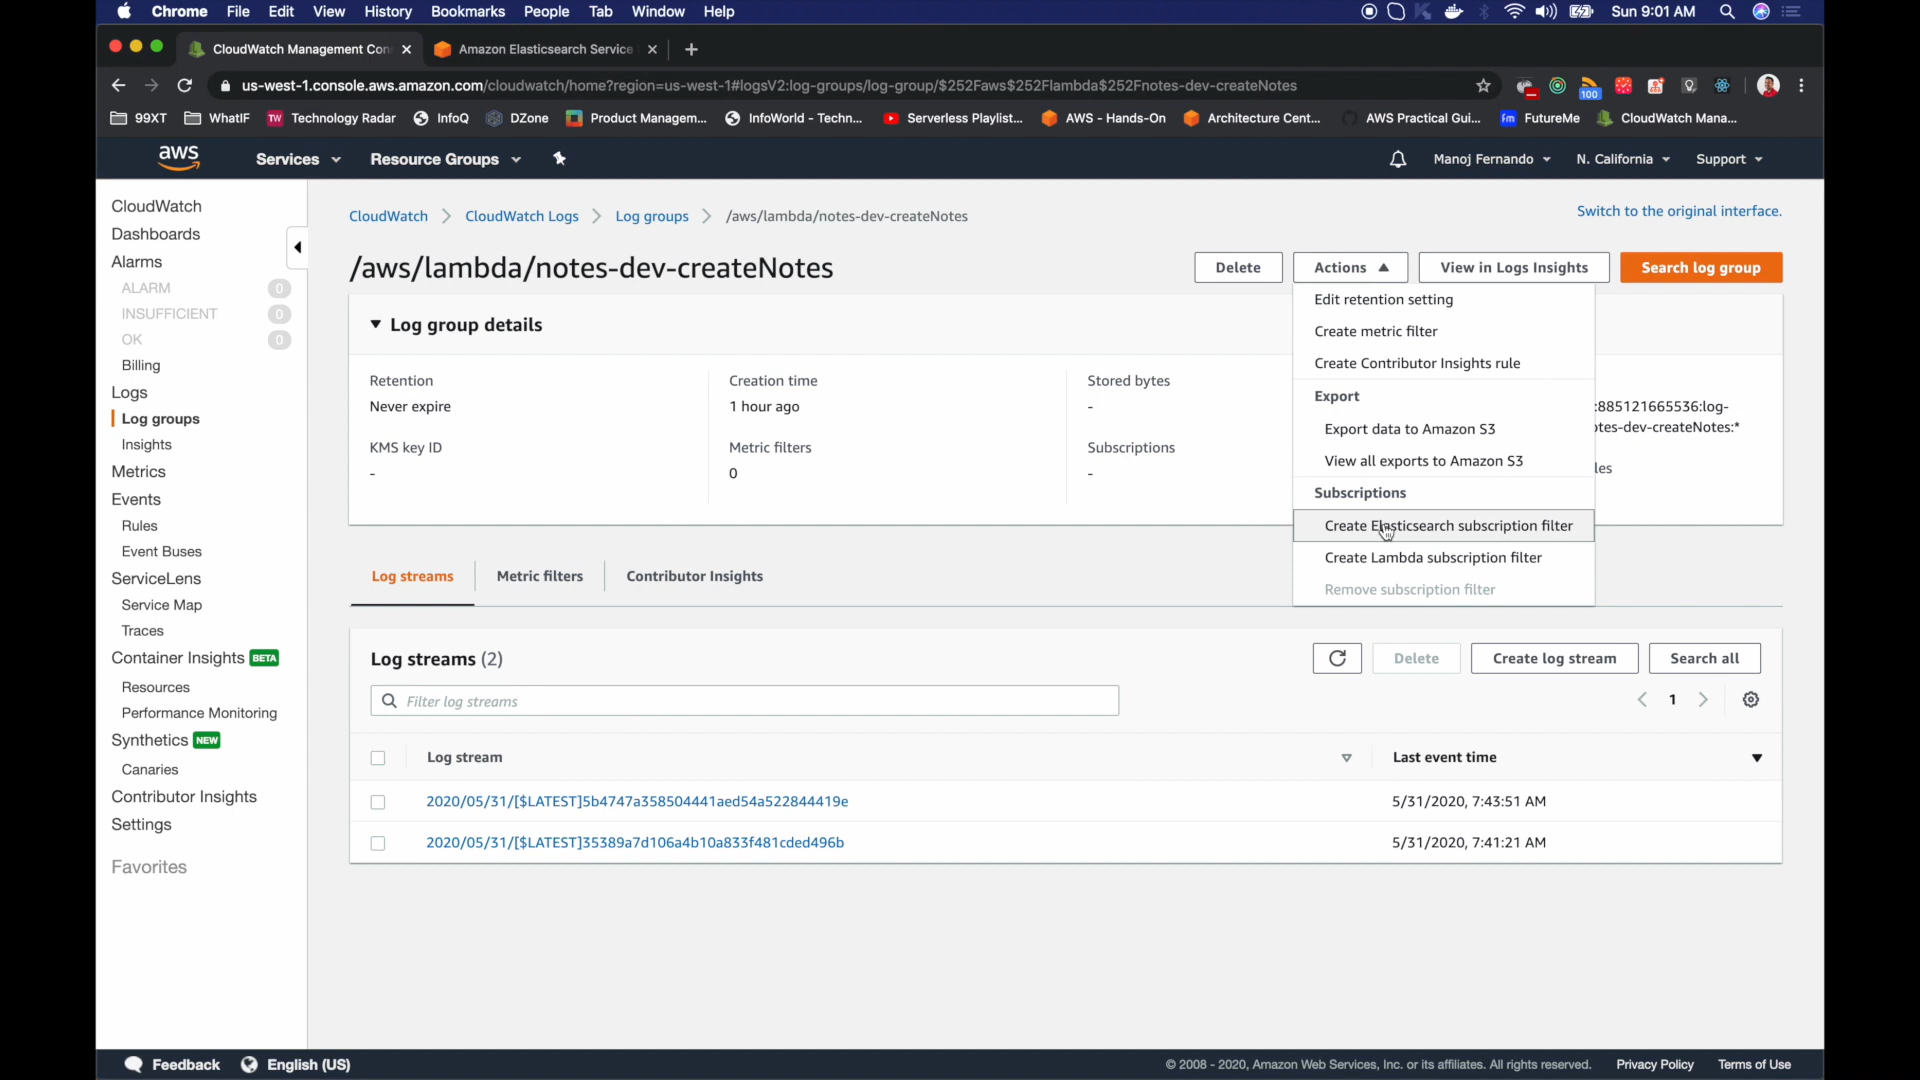 Chrome File Edit View History Bookmarks People Tab Window Help Sun 9:01 AM
CloudWatch Management Con Amazon Elasticsearch Service
us-west-1.console.aws.amazon.com/cloudwatch/home?region=us-west-1#logsV2:log-groups/log-group/$252Faws$252Flambda$252Fnotes-dev-createNotes 100
99XT WhatIF TW Technology Radar InfoQ DZone Product Managem... InfoWorld - Techn... Serverless Playlist... AWS - Hands-On Architecture Cent... AWS Practical Gui... fm FutureMe CloudWatch Mana...
aws Services Resource Groups Manoj Fernando N. California Support
CloudWatch
Dashboards
Alarms
ALARM 0
INSUFFICIENT 0
OK 0
Billing
Logs
Log groups
Insights
Metrics
Events
Rules
Event Buses
ServiceLens
Service Map
Traces
Container Insights BETA
Resources
Performance Monitoring
Synthetics NEW
Canaries
Contributor Insights
Settings
Favorites
CloudWatch CloudWatch Logs Log groups /aws/lambda/notes-dev-createNotes
Switch to the original interface.
/aws/lambda/notes-dev-createNotes
Delete Actions View in Logs Insights Search log group
Edit retention setting
Create metric filter
Create Contributor Insights rule
Export
Export data to Amazon S3
View all exports to Amazon S3
Subscriptions
Create Elasticsearch subscription filter
Create Lambda subscription filter
Remove subscription filter
Log group details
Retention
Never expire
KMS key ID
-
Creation time
1 hour ago
Metric filters
0
Stored bytes
-
Subscriptions
-
:885121665536:log-
otes-dev-createNotes:*
les
Log streams Metric filters Contributor Insights
Log streams (2)
Delete Create log stream Search all
Filter log streams
1
Log stream Last event time
2020/05/31/[$LATEST]5b4747a358504441aed54a522844419e 5/31/2020, 7:43:51 AM
2020/05/31/[$LATEST]35389a7d106a4b10a833f481cded496b 5/31/2020, 7:41:21 AM
Feedback English (US) © 2008 - 2020, Amazon Web Services, Inc. or its affiliates. All rights reserved. Privacy Policy Terms of Use